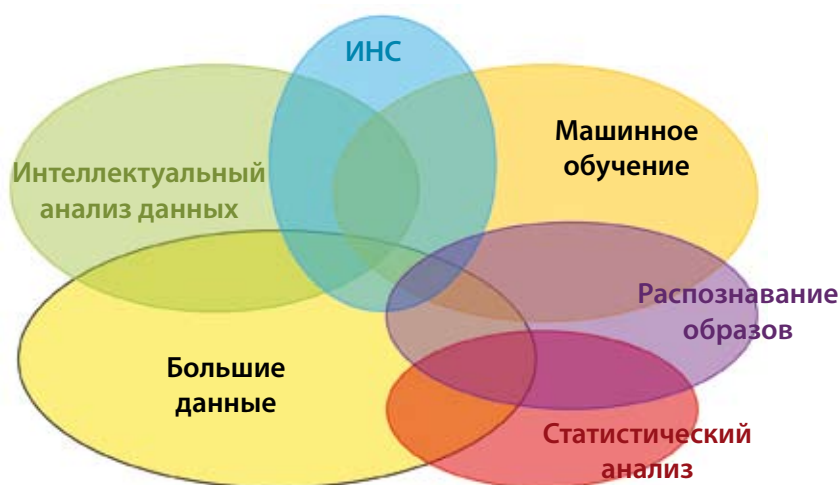 ИНС
Машинное
обучение
Интеллектуальный
анализ данных
Распознавание
образов
Большие
данные
Статистический
анализ